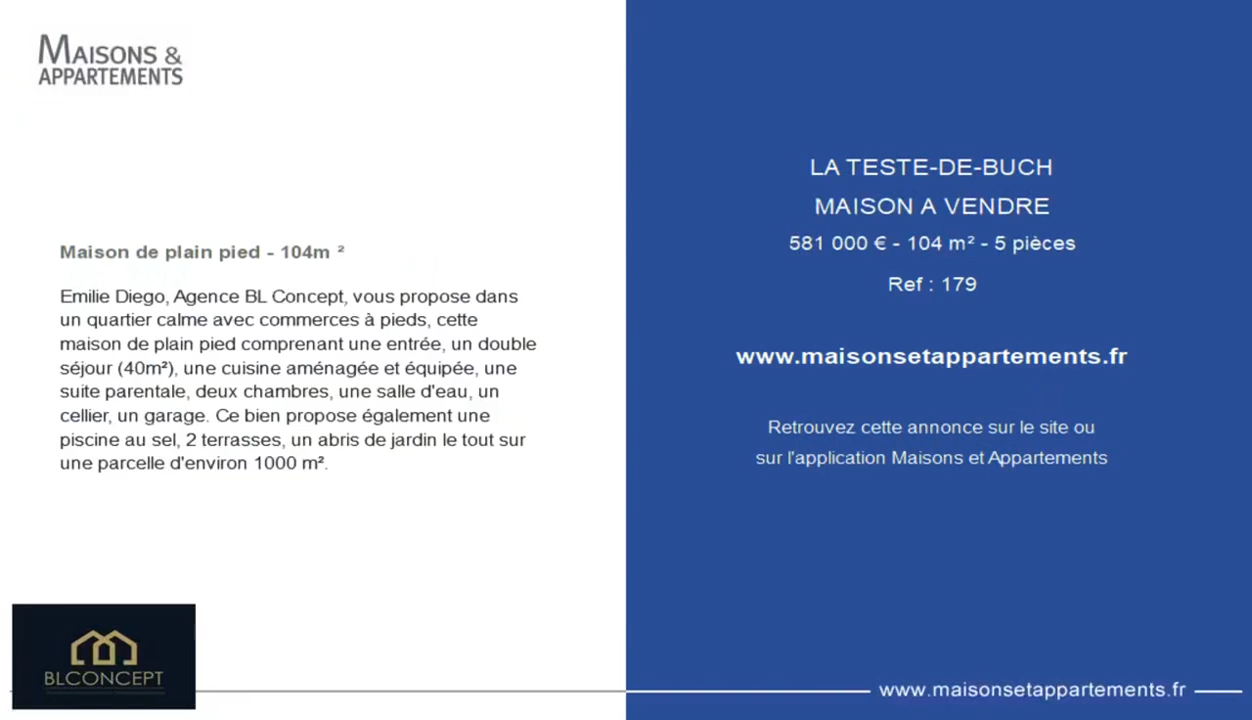 MAISONS &
APPARTEMENTS
Maison de plain pied - 104m ²
Emilie Diego, Agence BL Concept, vous propose dans
un quartier calme avec commerces à pieds, cette
maison de plain pied comprenant une entrée, un double
séjour (40m²), une cuisine aménagée et équipée, une
suite parentale, deux chambres, une salle d'eau, un
cellier, un garage. Ce bien propose également une
piscine au sel, 2 terrasses, un abris de jardin le tout sur
une parcelle d'environ 1000 m².
BLCONCEPT
LA TESTE-DE-BUCH
MAISON A VENDRE
581 000 € - 104 m² - 5 pièces
Ref : 179
www.maisonsetappartements.fr
Retrouvez cette annonce sur le site ou
sur l'application Maisons et Appartements
www.maisonsetappartements.fr